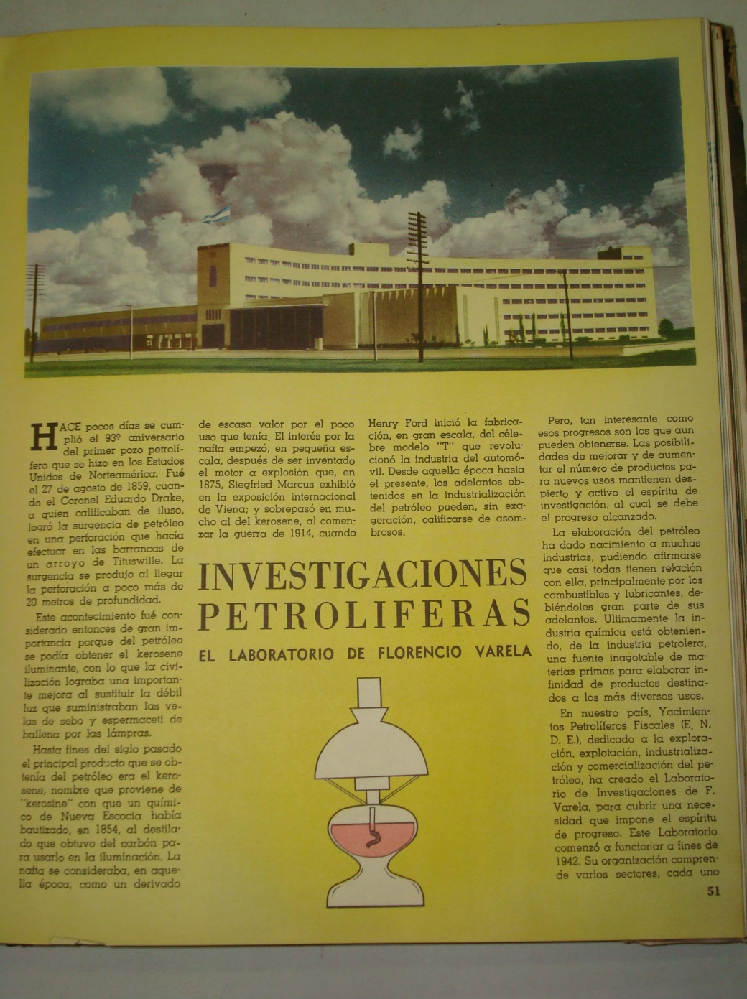 HACE pocos días se cum-
plió el 93º aniversario
del primer pozo petrolí-
fero que se hizo en los Estados
Unidos de Norteamérica. Fué
el 27 de agosto de 1859, cuan-
do el Coronel Eduardo Drake,
a quien calificaban de iluso,
logró la surgencia de petróleo
en una perforación que hacía
efectuar en las barrancas de
un arroyo de Tituswille. La
surgencia se produjo al llegar
la perforación a poco más de
20 metros de profundidad.
Este acontecimiento fué con-
siderado entonces de gran im-
portancia porque del petróleo
se podía obtener el kerosene
iluminante, con lo que la civi-
lización lograba una importan-
te mejora al sustituir la débil
luz que suministraban las ve-
las de sebo y espermaceti de
ballena por las lámpras.
Hasta fines del siglo pasado
el principal producto que se ob-
tenía del petróleo era el kero-
sene, nombre que proviene de
"kerosine" con que un quími-
co de Nueva Escocia había
bautizado, en 1854, al destila-
do que obtuvo del carbón pa-
ra usarlo en la iluminación. La
nafta se consideraba, en aque-
lla época, como un derivado
de escaso valor por el poco
uso que tenía. El interés por la
nafta empezó, en pequeña es-
cala, después de ser inventado
el motor a explosión que, en
1875, Siegfried Marcus exhibió
en la exposición internacional
de Viena; y sobrepasó en mu-
cho al del kerosene, al comen-
zar la guerra de 1914, cuando
Henry Ford inició la fabrica-
ción, en gran escala, del céle-
bre modelo "T" que revolu-
cionó la industria del automó-
vil. Desde aquella época hasta
el presente, los adelantos ob-
tenidos en la industrialización
del petróleo pueden, sin exa-
geración, calificarse de asom-
brosos.
INVESTIGACIONES
PETROLIFERAS
EL LABORATORIO DE FLORENCIO VARELA
Pero, tan interesante como
esos progresos son los que aun
pueden obtenerse. Las posibili-
dades de mejorar y de aumen-
tar el número de productos pa-
ra nuevos usos mantienen des-
pierto y activo el espíritu de
investigación, al cual se debe
el progreso alcanzado.
La elaboración del petróleo
ha dado nacimiento a muchas
industrias, pudiendo afirmarse
que casi todas tienen relación
con ella, principalmente por los
combustibles y lubricantes, de-
biéndoles gran parte de sus
adelantos. Ultimamente la in-
dustria química está obtenien-
do, de la industria petrolera,
una fuente inagotable de ma-
terias primas para elaborar in-
finidad de productos destina-
dos a los más diversos usos.
En nuestro país, Yacimien-
tos Petrolíferos Fiscales (E. N.
D. E.), dedicado a la explora-
ción, explotación, industrializa-
ción y comercialización del pe-
tróleo, ha creado el Laborato-
rio de Investigaciones de F.
Varela, para cubrir una nece-
sidad que impone el espíritu
de progreso. Este Laboratorio
comenzó a funcionar a fines de
1942. Su organización compren-
de varios sectores, cada uno
51